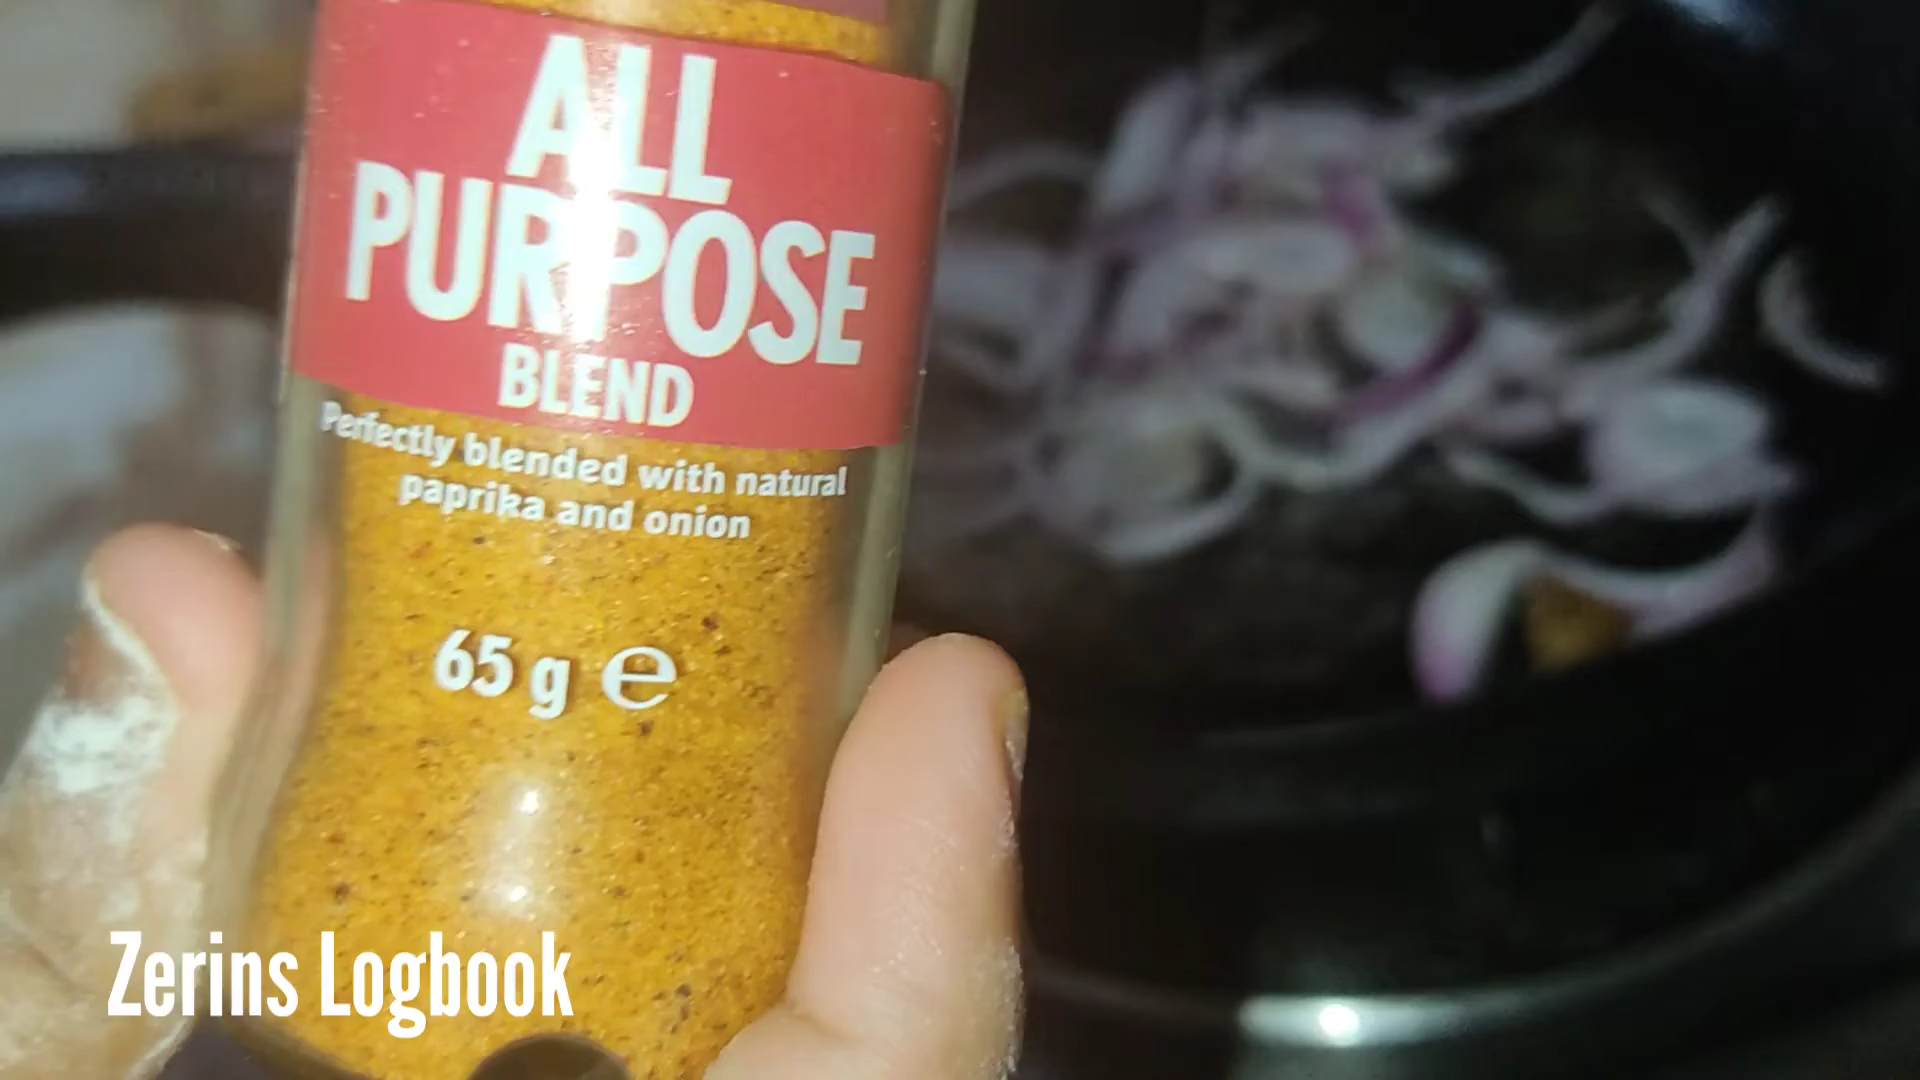 ALL
PURPOSE
BLEND
Perfectly blended with natural
paprika and onion
65 g e
Zerins Logbook